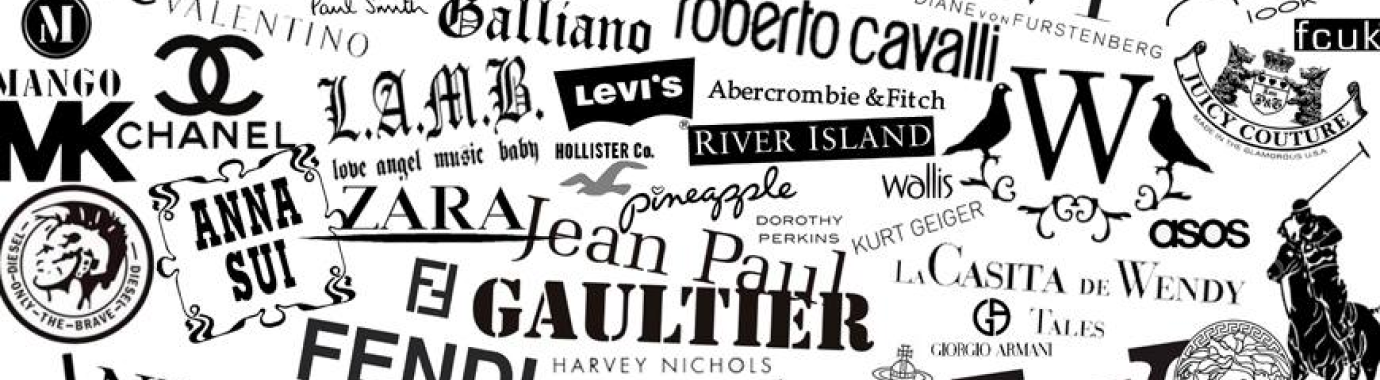 M
MANGO
MK
VALENTINO
CHANEL
Paul Smith
Galliano
roberto cavalli
DIANE VON FURSTENBERG
100%
fcuk
L.A.M.B.
love angel music baby
LEVI'S
®
Abercrombie & Fitch
RIVER ISLAND
HOLLISTER Co.
W
JUICY COUTURE
MADE IN THE GLAMOROUS U.S.A
DIESEL
ONLY-THE-BRAVE
DIESEL
ANNA
SUI
ZARA
pineapple
wallis
DOROTHY
PERKINS
KURT GEIGER
asos
Jean Paul
GAULTIER
LA CASITA DE WENDY
TALES
GIORGIO ARMANI
FENDI
HARVEY NICHOLS